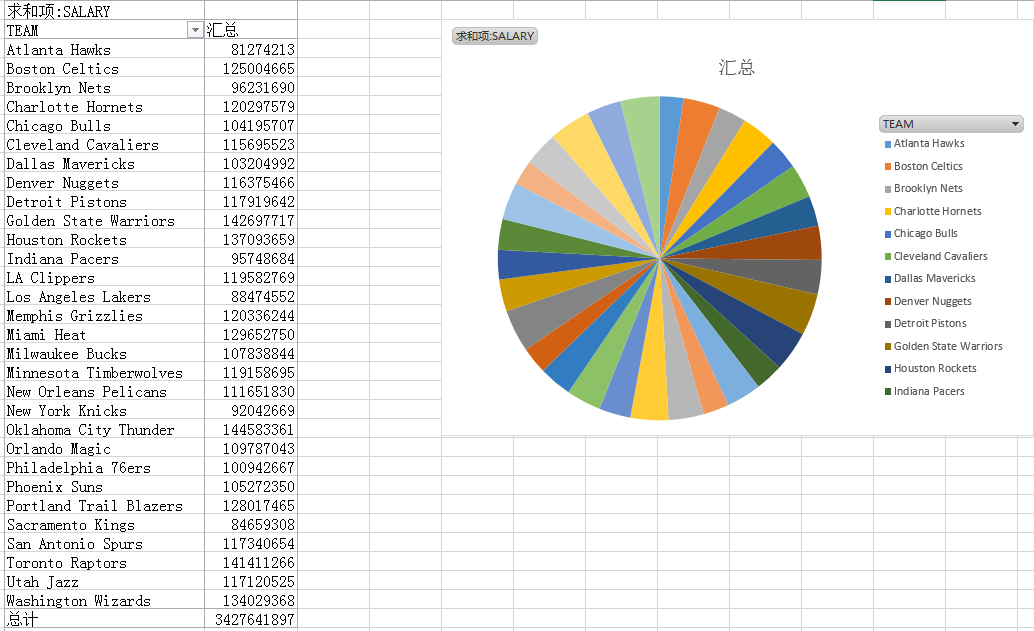 求和项:SALARY
TEAM 汇总
Atlanta Hawks 81274213
Boston Celtics 125004665
Brooklyn Nets 96231690
Charlotte Hornets 120297579
Chicago Bulls 104195707
Cleveland Cavaliers 115695523
Dallas Mavericks 103204992
Denver Nuggets 116375466
Detroit Pistons 117919642
Golden State Warriors 142697717
Houston Rockets 137093659
Indiana Pacers 95748684
LA Clippers 119582769
Los Angeles Lakers 88474552
Memphis Grizzlies 120336244
Miami Heat 129652750
Milwaukee Bucks 107838844
Minnesota Timberwolves 119158695
New Orleans Pelicans 111651830
New York Knicks 92042669
Oklahoma City Thunder 144583361
Orlando Magic 109787043
Philadelphia 76ers 100942667
Phoenix Suns 105272350
Portland Trail Blazers 128017465
Sacramento Kings 84659308
San Antonio Spurs 117340654
Toronto Raptors 141411266
Utah Jazz 117120525
Washington Wizards 134029368
总计 3427641897
求和项:SALARY
汇总
TEAM
Atlanta Hawks
Boston Celtics
Brooklyn Nets
Charlotte Hornets
Chicago Bulls
Cleveland Cavaliers
Dallas Mavericks
Denver Nuggets
Detroit Pistons
Golden State Warriors
Houston Rockets
Indiana Pacers